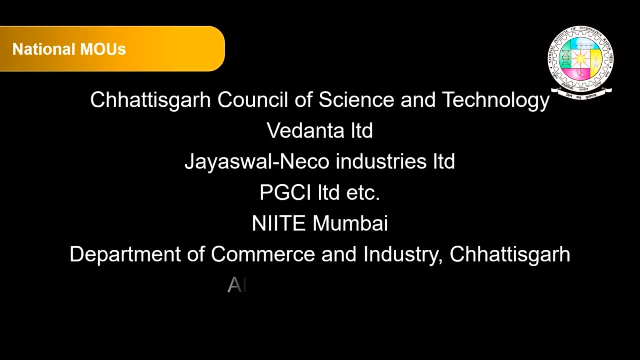 National MOUs
Chhattisgarh Council of Science and Technology
Vedanta ltd
Jayaswal-Neco industries ltd
PGCI ltd etc.
NIITE Mumbai
Department of Commerce and Industry, Chhattisgarh